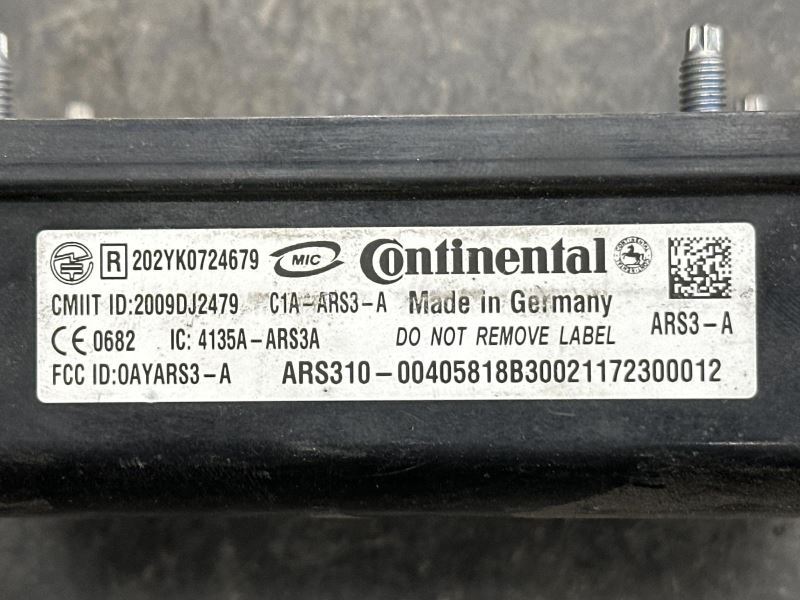 R 202YK0724679 MIC Continental
CMIIT ID:2009DJ2479 C1A-ARS3-A Made in Germany
CE 0682 IC: 4135A-ARS3A DO NOT REMOVE LABEL ARS3-A
FCC ID:OAYARS3-A ARS310-00405818B30021172300012